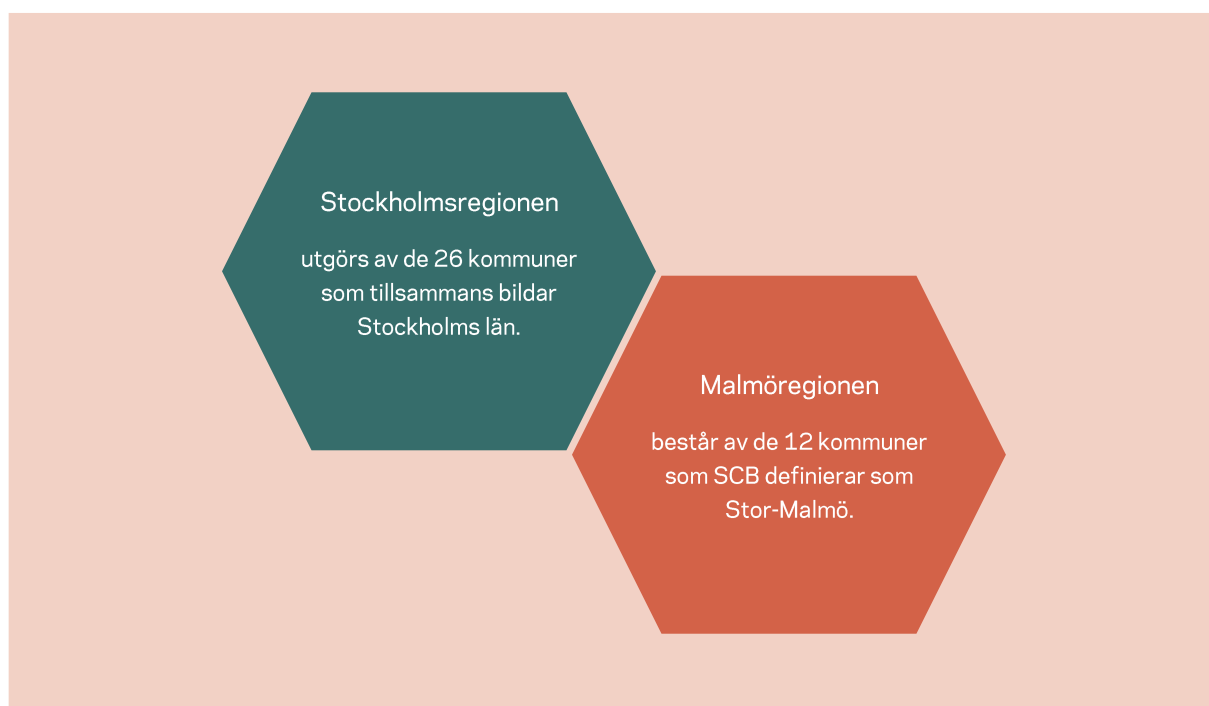 Stockholmsregionen
utgörs av de 26 kommuner
som tillsammans bildar
Stockholms län.
Malmöregionen
består av de 12 kommuner
som SCB definierar som
Stor-Malmö.